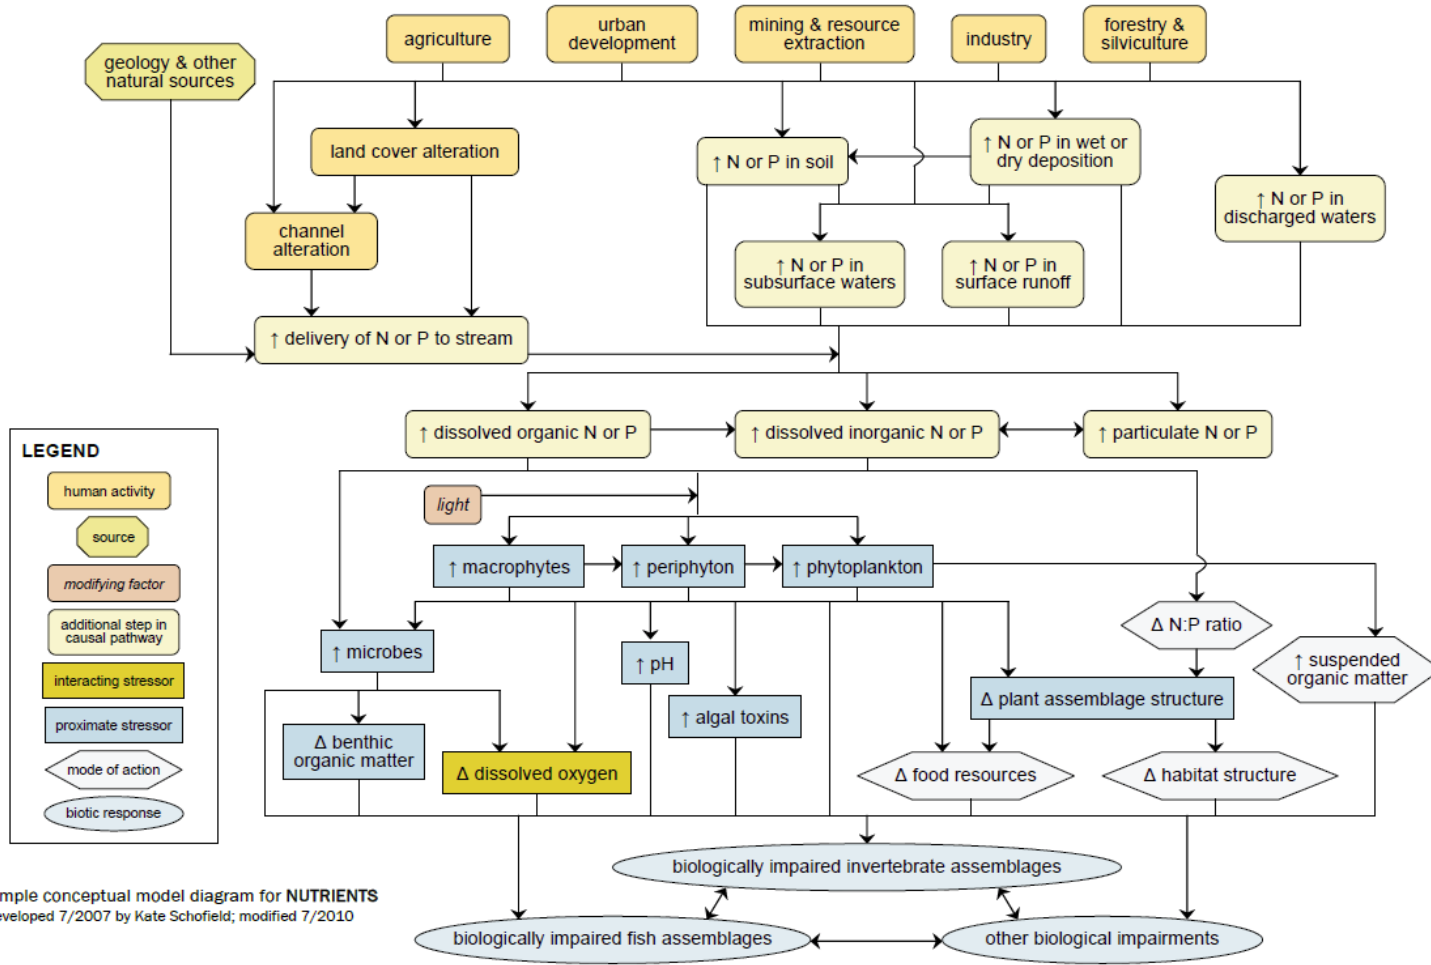 agriculture
urban
development
mining & resource
extraction
industry
forestry &
silviculture
geology & other
natural sources
land cover alteration
↑ N or P in soil
↑ N or P in wet or
dry deposition
↑ N or P in
discharged waters
channel
alteration
↑ N or P in
subsurface waters
↑ N or P in
surface runoff
↑ delivery of N or P to stream
↑ dissolved organic N or P
↑ dissolved inorganic N or P
↑ particulate N or P
LEGEND
human activity
source
modifying factor
additional step in
causal pathway
interacting stressor
proximate stressor
mode of action
biotic response
light
↑ macrophytes
↑ periphyton
↑ phytoplankton
Δ N:P ratio
↑ microbes
↑ pH
↑ suspended
organic matter
Δ plant assemblage structure
↑ algal toxins
Δ benthic
organic matter
Δ dissolved oxygen
Δ food resources
Δ habitat structure
biologically impaired invertebrate assemblages
biologically impaired fish assemblages
other biological impairments
mple conceptual model diagram for NUTRIENTS
eveloped 7/2007 by Kate Schofield; modified 7/2010